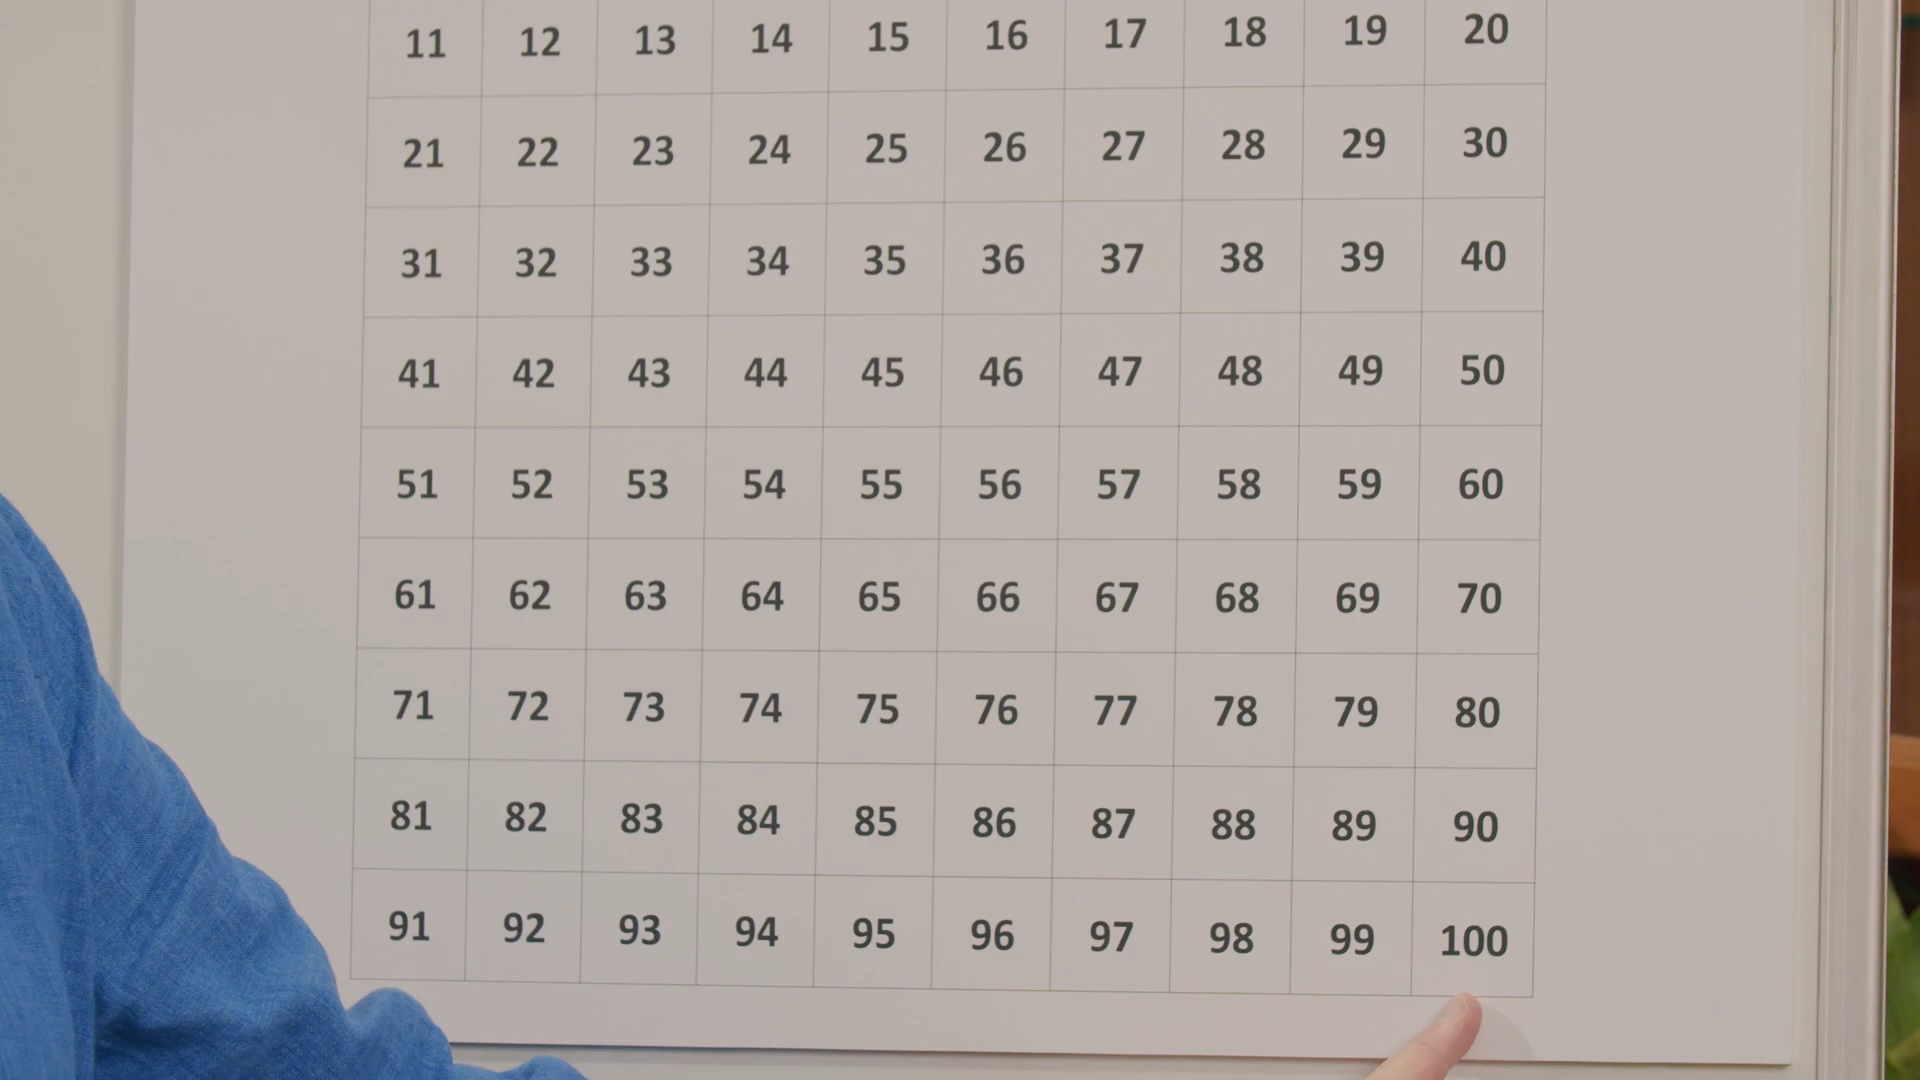 11 12 13 14 15 16 17 18 19 20
21 22 23 24 25 26 27 28 29 30
31 32 33 34 35 36 37 38 39 40
41 42 43 44 45 46 47 48 49 50
51 52 53 54 55 56 57 58 59 60
61 62 63 64 65 66 67 68 69 70
71 72 73 74 75 76 77 78 79 80
81 82 83 84 85 86 87 88 89 90
91 92 93 94 95 96 97 98 99 100